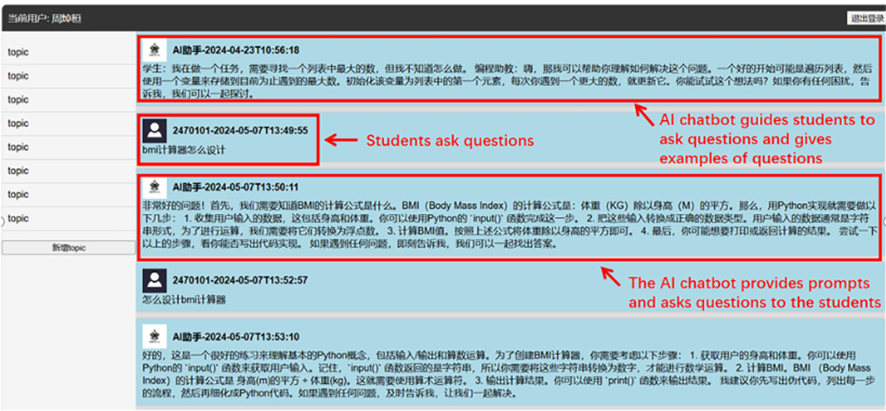 当前用户: 周焯桓
退出登录
topic
topic
topic
topic
topic
topic
topic
topic
新增topic
AI助手-2024-04-23T10:56:18
学生：我在做一个任务，需要寻找一个列表中最大的数，但我不知道怎么做。 编程助教：嗨，那我可以帮助你理解如何解决这个问题。一个好的开始可能是遍历列表，然后
使用一个变量来存储到目前为止遇到的最大数。初始化该变量为列表中的第一个元素，每次你遇到一个更大的数，就更新它。你能试试这个想法吗？如果你有任何困扰，告
诉我，我们可以一起探讨。
AI chatbot guides students to
ask questions and gives
examples of questions
2470101-2024-05-07T13:49:55
bmi计算器怎么设计
Students ask questions
AI助手-2024-05-07T13:50:11
非常好的问题！首先，我们需要知道BMI的计算公式是什么。BMI（Body Mass Index）的计算公式是：体重（KG）除以身高（M）的平方。那么，用Python实现就需要做以
下几步： 1. 收集用户输入的数据，这包括身高和体重。你可以使用Python的 `input()` 函数完成这一步。 2. 把这些输入转换成正确的数据类型。用户输入的数据通常是字符
串形式，为了进行运算，我们需要将它们转换为浮点数。 3. 计算BMI值。按照上述公式将体重除以身高的平方即可。 4. 最后，你可能想要打印或返回计算的结果。 尝试一下
以上的步骤，看你能否写出代码实现。 如果遇到任何问题，即刻告诉我，我们可以一起找出答案。
The AI chatbot provides prompts
and asks questions to the students
2470101-2024-05-07T13:52:57
怎么设计bmi计算器
AI助手-2024-05-07T13:53:10
好的，这是一个很好的练习来理解基本的Python概念，包括输入/输出和算数运算。为了创建BMI计算器，你需要考虑以下步骤： 1. 获取用户的身高和体重。你可以使用
Python的 `input()` 函数来获取用户输入。记住，`input()` 函数返回的是字符串，所以你需要将这些字符串转换为数字，才能进行数学运算。 2. 计算BMI。BMI （Body Mass
Index）的计算公式是 身高(m)的平方 ÷ 体重(kg)。这就需要使用算术运算符。 3. 输出计算结果。你可以使用 `print()` 函数来输出结果。 我建议你先写出伪代码，列出每一步
的流程，然后再细化成Python代码。如果遇到任何问题，及时告诉我，让我们一起解决。